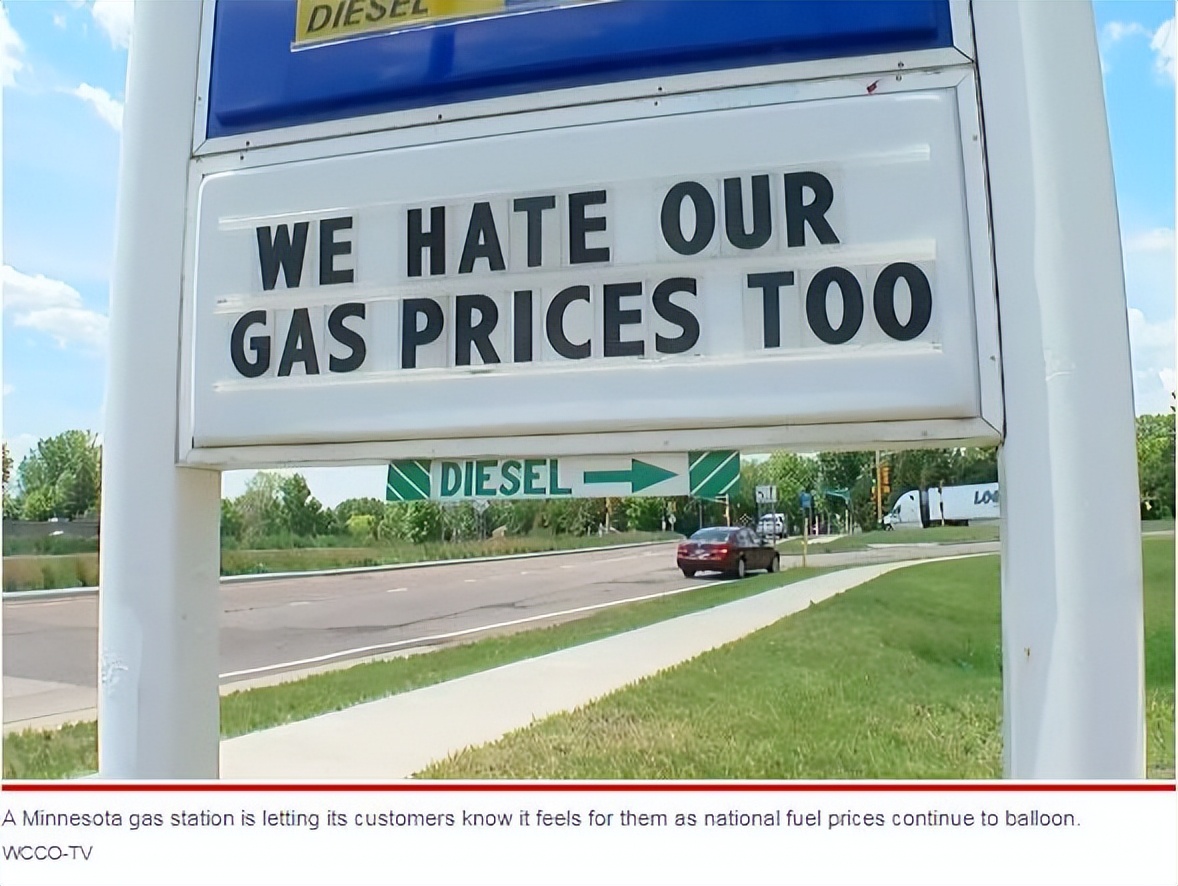 DIESEL
WE HATE OUR
GAS PRICES TOO
DIESEL
A Minnesota gas station is letting its customers know it feels for them as national fuel prices continue to balloon.
WCCO-TV